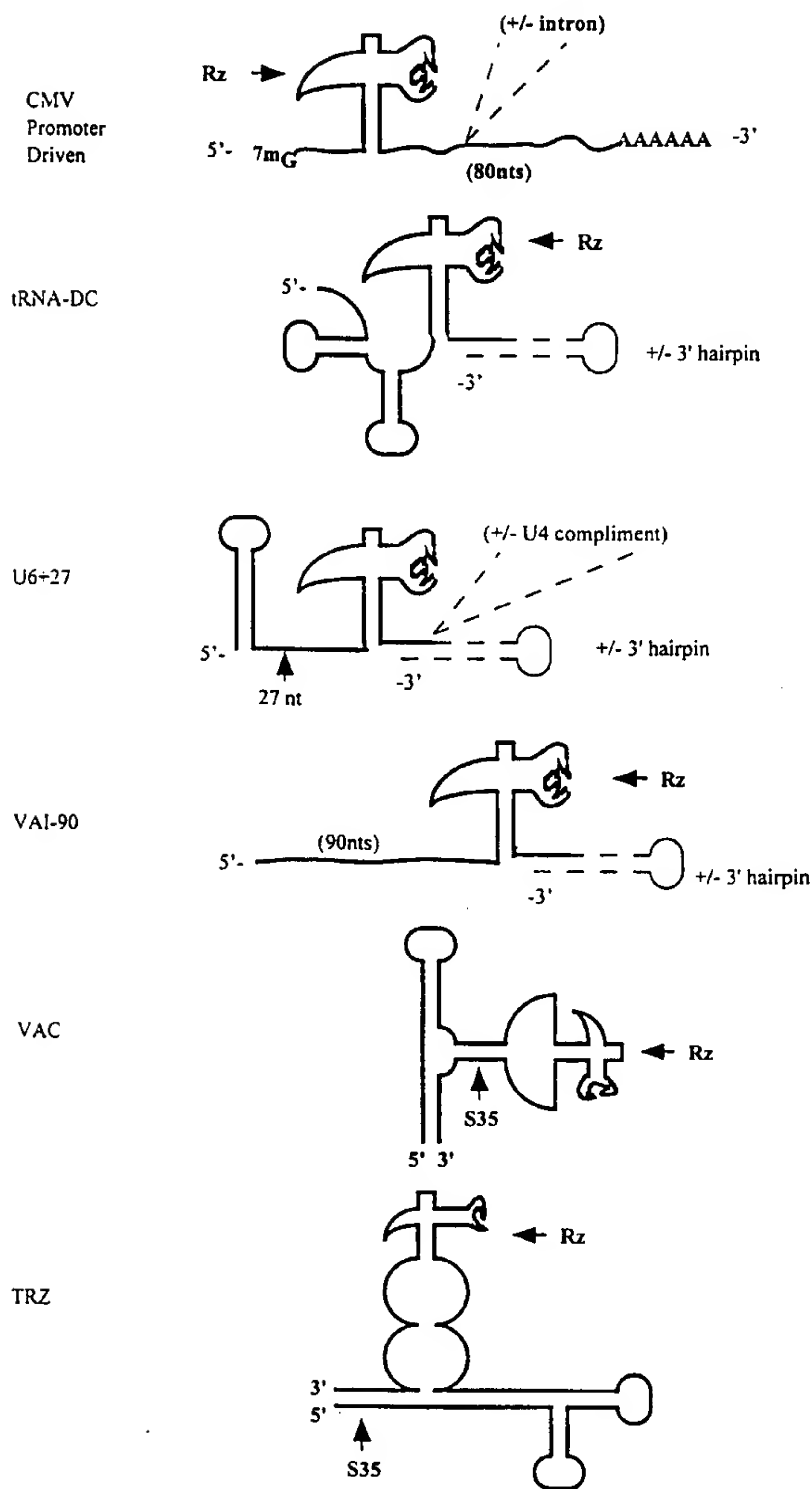 (+/- intron)
Rz
CMV
Promoter
Driven
5'- 7mG AAAAAA -3'
(80nts)
Rz
5'-
tRNA-DC
+/- 3' hairpin
-3'
(+/- U4 compliment)
U6+27
5'-
+/- 3' hairpin
-3'
27 nt
Rz
VAI-90
(90nts)
5'-
+/- 3' hairpin
-3'
VAC
Rz
S35
5' 3'
Rz
TRZ
3'
5'
S35